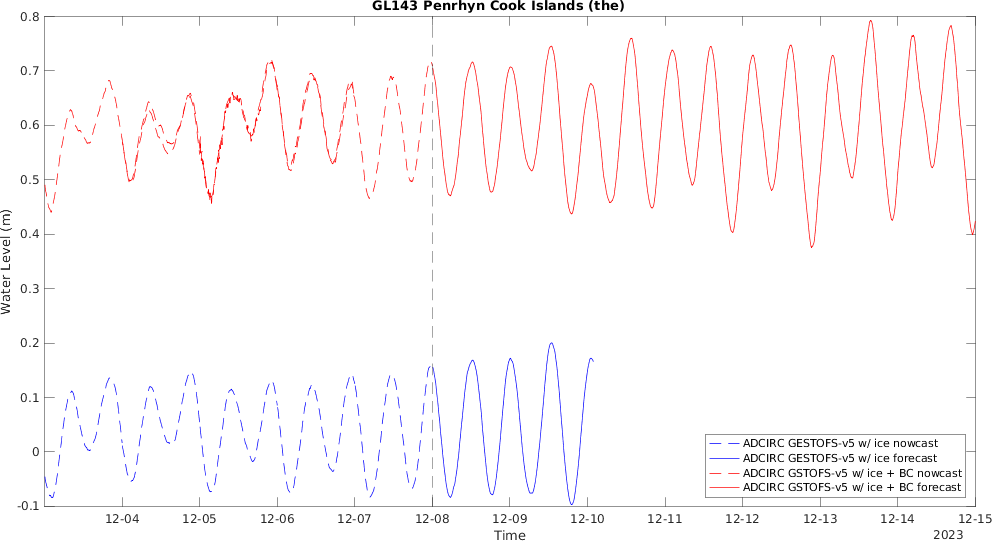 GL143 Penrhyn Cook Islands (the)
0.8
0.7
0.6
0.5
0.4
0.3
0.2
0.1
0
-0.1
Water Level (m)
12-04 12-05 12-06 12-07 12-08 12-09 12-10 12-11 12-12 12-13 12-14 12-15
2023
Time
ADCIRC GESTOFS-v5 w/ ice nowcast
ADCIRC GESTOFS-v5 w/ ice forecast
ADCIRC GSTOFS-v5 w/ ice + BC nowcast
ADCIRC GSTOFS-v5 w/ ice + BC forecast